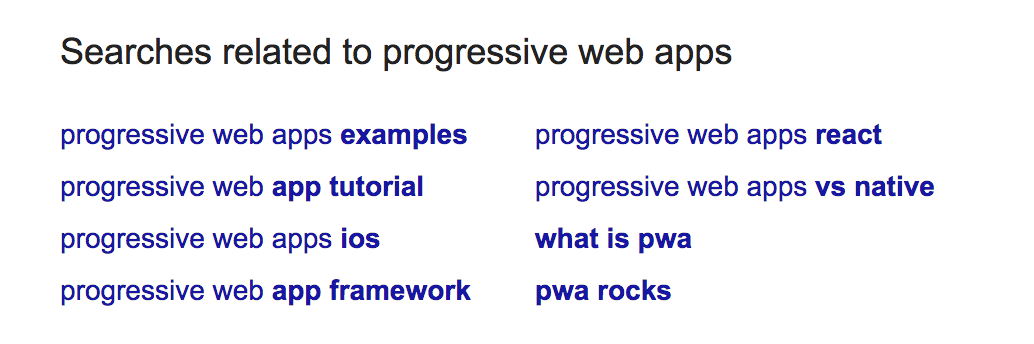 Searches related to progressive web apps
progressive web apps examples
progressive web app tutorial
progressive web apps ios
progressive web app framework
progressive web apps react
progressive web apps vs native
what is pwa
pwa rocks